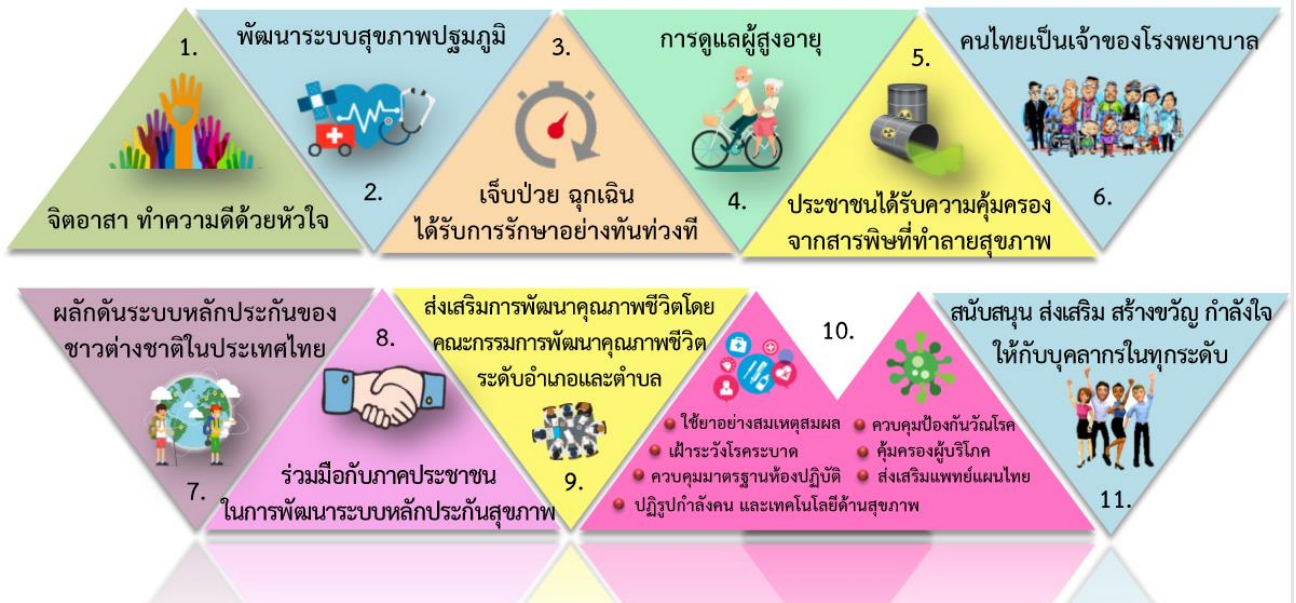 1.
จิตอาสา ทำความดีด้วยหัวใจ
พัฒนาระบบสุขภาพปฐมภูมิ
2.
3.
เจ็บป่วย ฉุกเฉิน
ได้รับการรักษาอย่างทันท่วงที
การดูแลผู้สูงอายุ
4.
5.
ประชาชนได้รับความคุ้มครอง
จากสารพิษที่ทำลายสุขภาพ
คนไทยเป็นเจ้าของโรงพยาบาล
6.
ผลักดันระบบหลักประกันของ
ชาวต่างชาติในประเทศไทย
7.
8.
ร่วมมือกับภาคประชาชน
ในการพัฒนาระบบหลักประกันสุขภาพ
ส่งเสริมการพัฒนาคุณภาพชีวิตโดย
คณะกรรมการพัฒนาคุณภาพชีวิต
ระดับอำเภอและตำบล
9.
10.
ใช้ยาอย่างสมเหตุสมผล
เฝ้าระวังโรคระบาด
ควบคุมมาตรฐานห้องปฏิบัติ
ปฏิรูปกำลังคน และเทคโนโลยีด้านสุขภาพ
ควบคุมป้องกันวัณโรค
คุ้มครองผู้บริโภค
ส่งเสริมแพทย์แผนไทย
สนับสนุน ส่งเสริม สร้างขวัญ กำลังใจ
ให้กับบุคลากรในทุกระดับ
11.